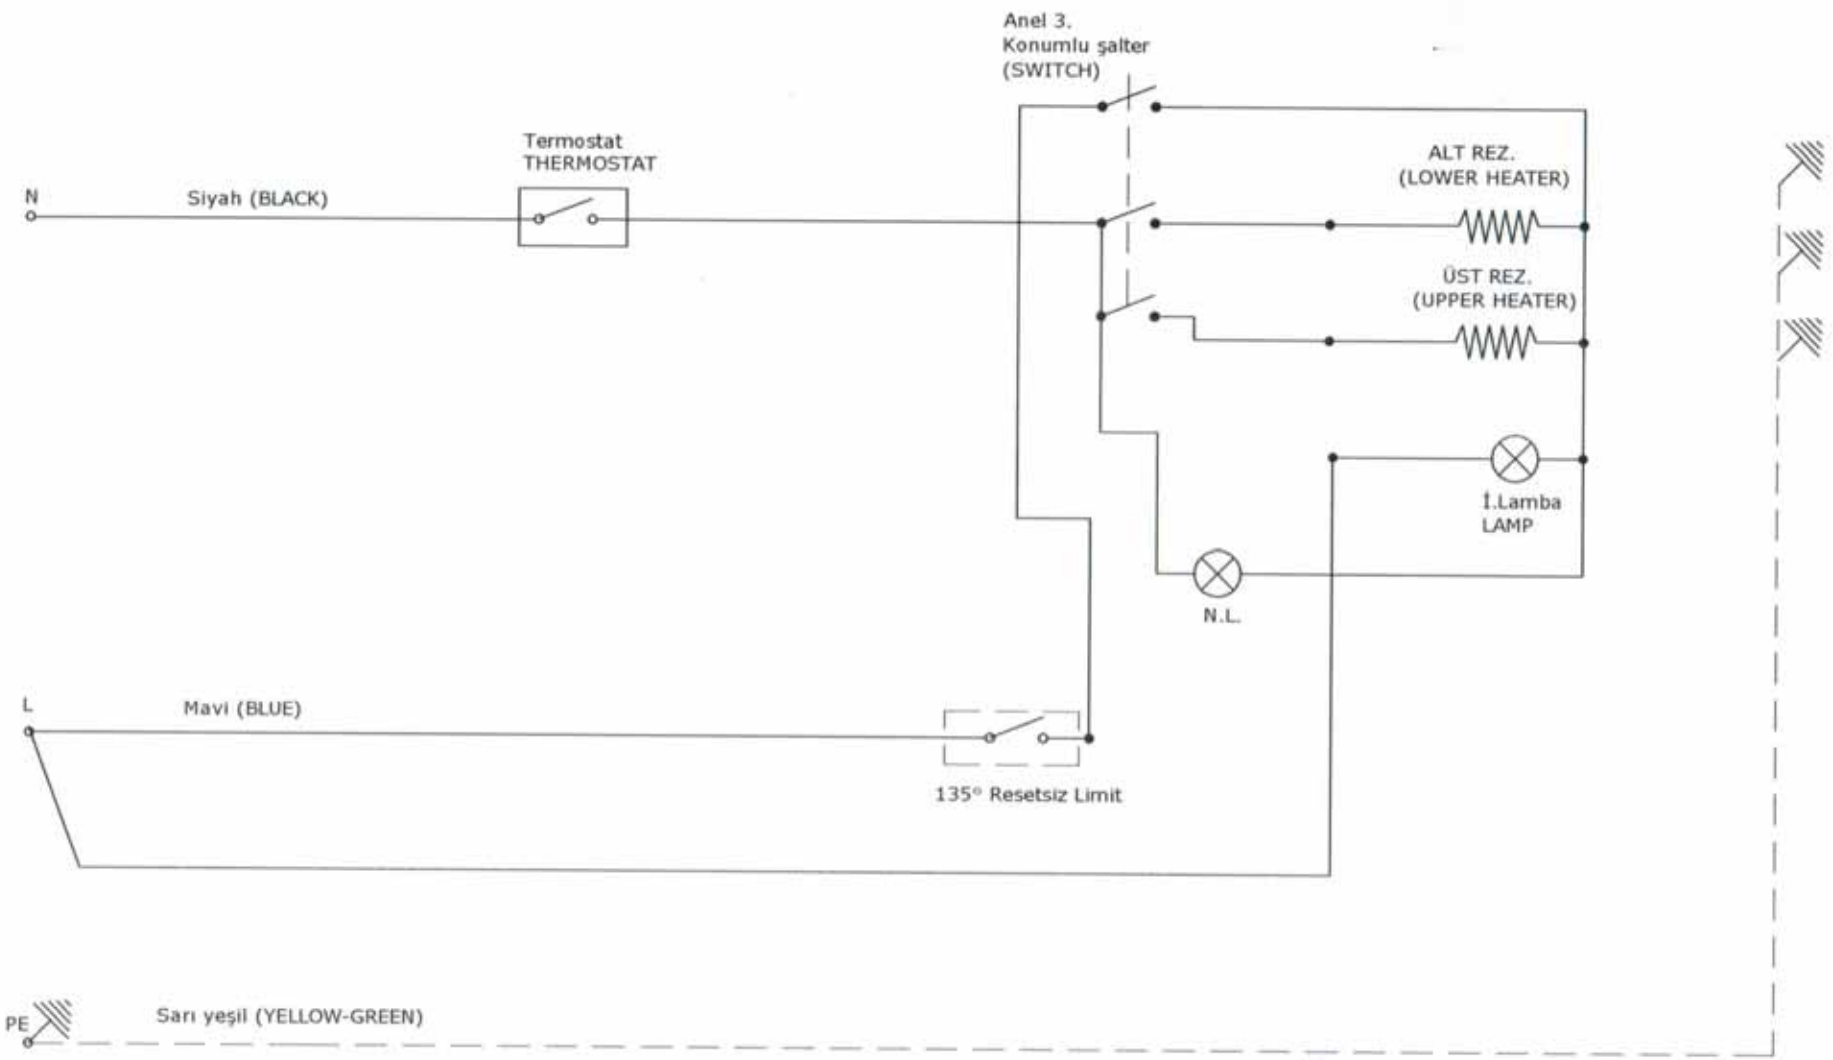 Anel 3.
Konumlu şalter
(SWITCH)
Termostat
THERMOSTAT
ALT REZ.
(LOWER HEATER)
N
Siyah (BLACK)
ÜST REZ.
(UPPER HEATER)
İ.Lamba
LAMP
N.L.
L
Mavi (BLUE)
135° Resetsiz Limit
PE
Sarı yeşil (YELLOW-GREEN)